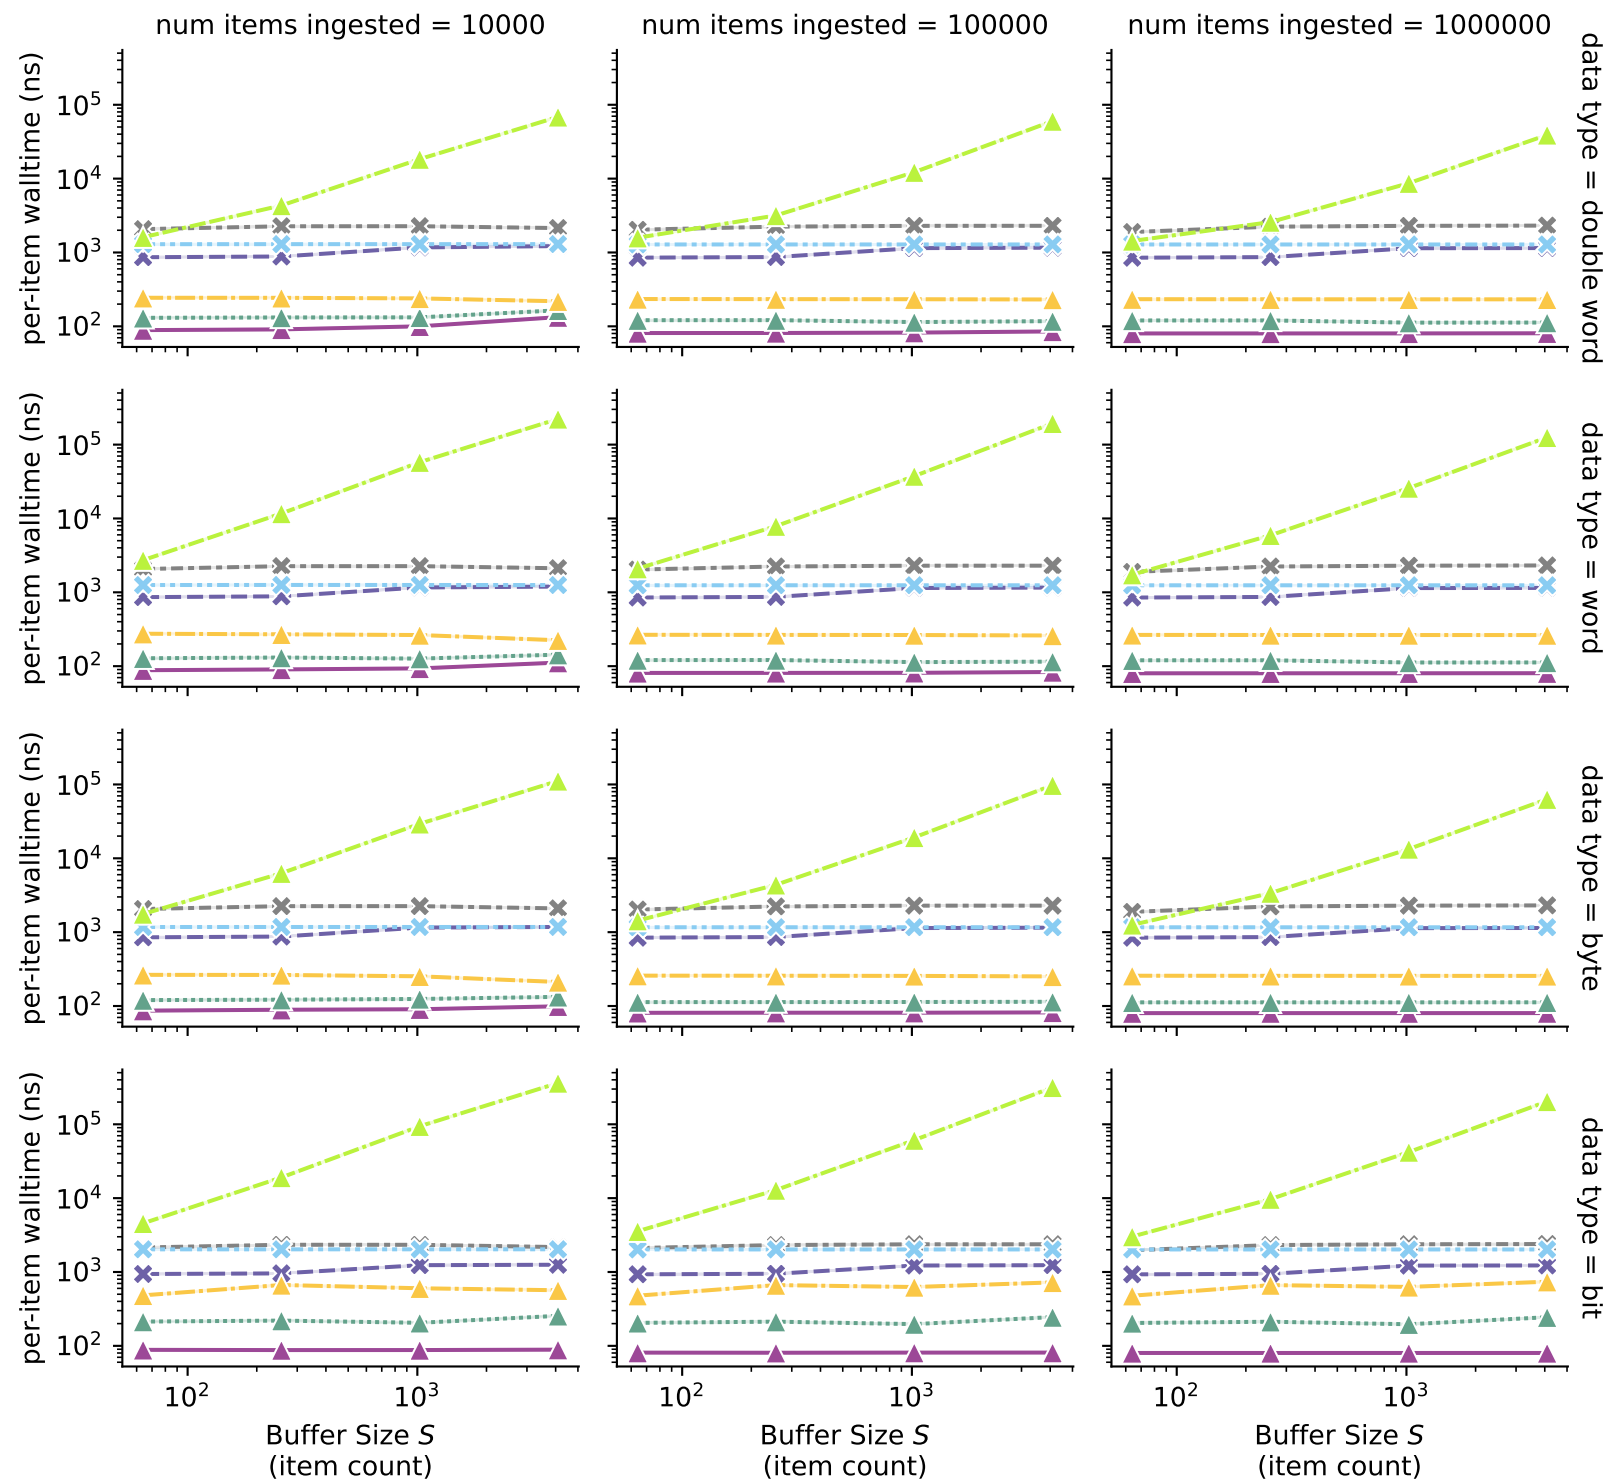 num items ingested = 10000
num items ingested = 100000
num items ingested = 1000000
per-item walltime (ns)
10^5
10^4
10^3
10^2
data type = double word
per-item walltime (ns)
10^5
10^4
10^3
10^2
data type = word
per-item walltime (ns)
10^5
10^4
10^3
10^2
data type = byte
per-item walltime (ns)
10^5
10^4
10^3
10^2
data type = bit
10^2
10^3
10^2
10^3
10^2
10^3
Buffer Size S
(item count)
Buffer Size S
(item count)
Buffer Size S
(item count)